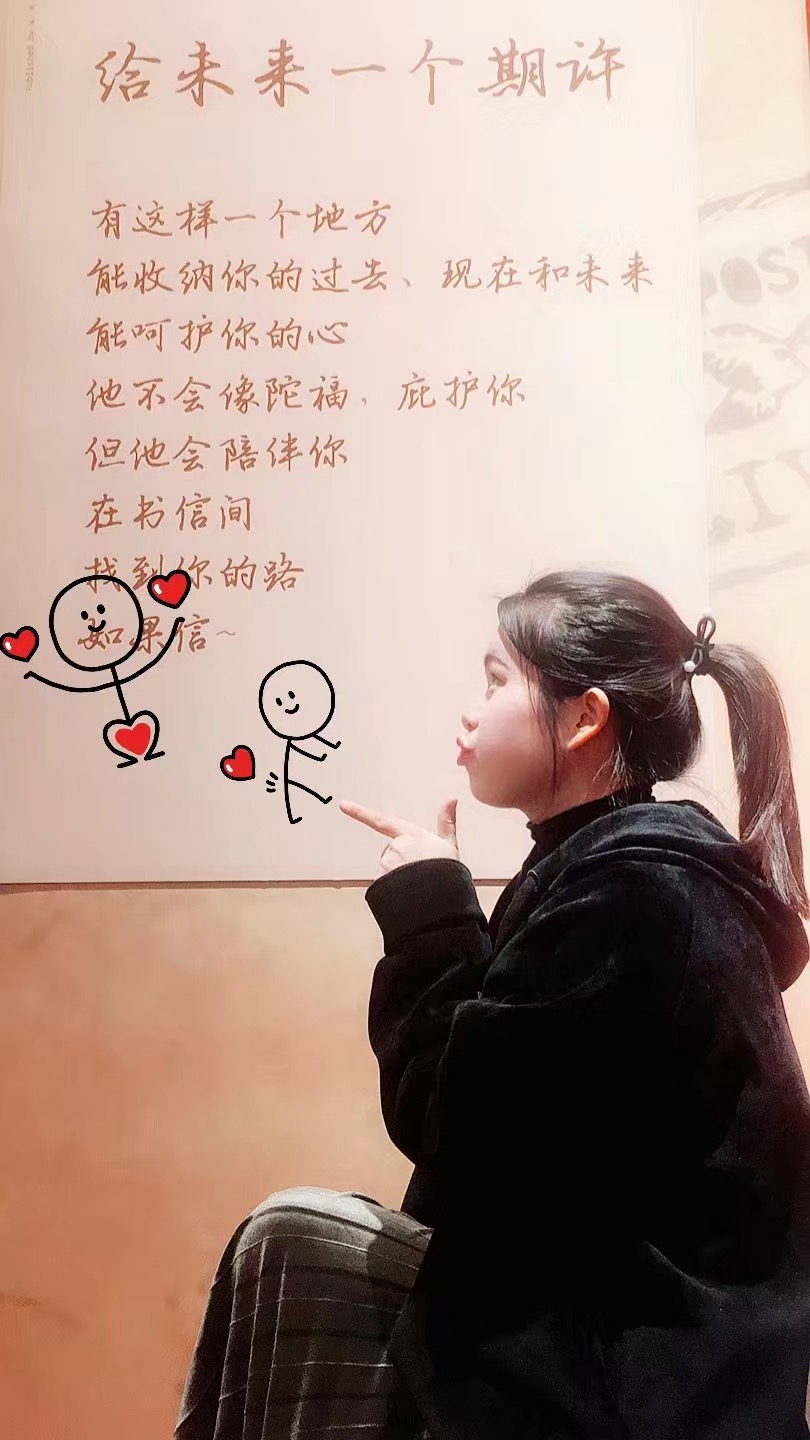 Published by
给未来一个期许
有这样一个地方
能收纳你的过去、现在和未来
能呵护你的心
他不会像陀福，庇护你
但他会陪伴你
在书信间
找到你的路
如果信~
POST